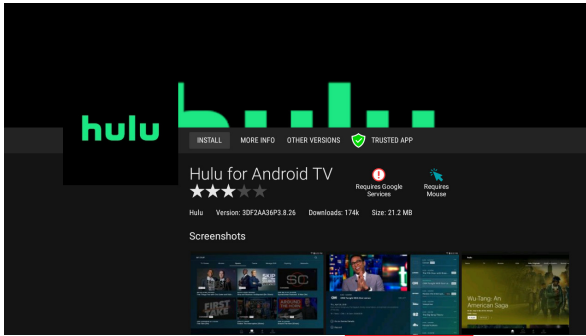 hulu
hulu
INSTALL MORE INFO OTHER VERSIONS TRUSTED APP
Hulu for Android TV
Requires Google Services
Requires Mouse
Hulu Version: 3DF2AA36P3.8.26 Downloads: 174k Size: 21.2 MB
Screenshots
Wu-Tang: An
American Saga